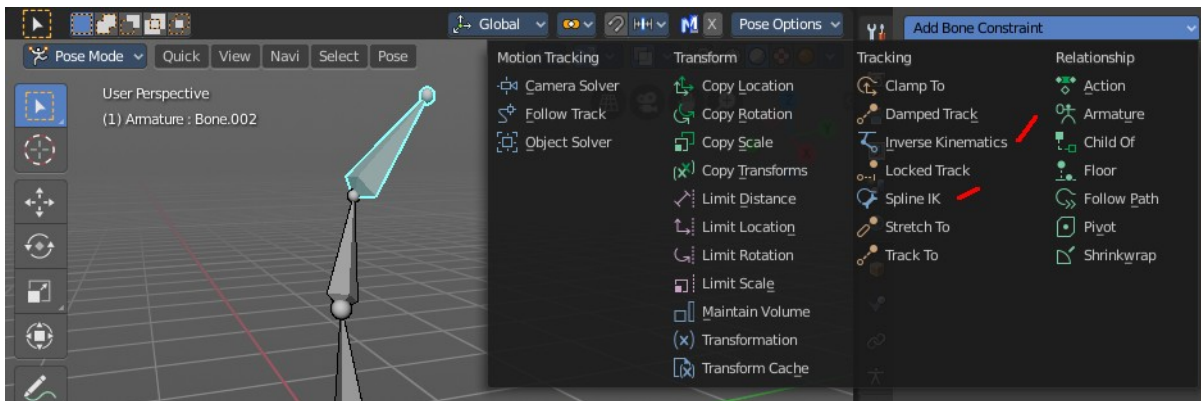 Global
X
Pose Options
Add Bone Constraint
Pose Mode
Quick
View
Navi
Select
Pose
User Perspective
(1) Armature : Bone.002
Motion Tracking
Camera Solver
Follow Track
Object Solver
Transform
Copy Location
Copy Rotation
Copy Scale
Copy Transforms
Limit Distance
Limit Location
Limit Rotation
Limit Scale
Maintain Volume
Transformation
Transform Cache
Tracking
Clamp To
Damped Track
Inverse Kinematics
Locked Track
Spline IK
Stretch To
Track To
Relationship
Action
Armature
Child Of
Floor
Follow Path
Pivot
Shrinkwrap